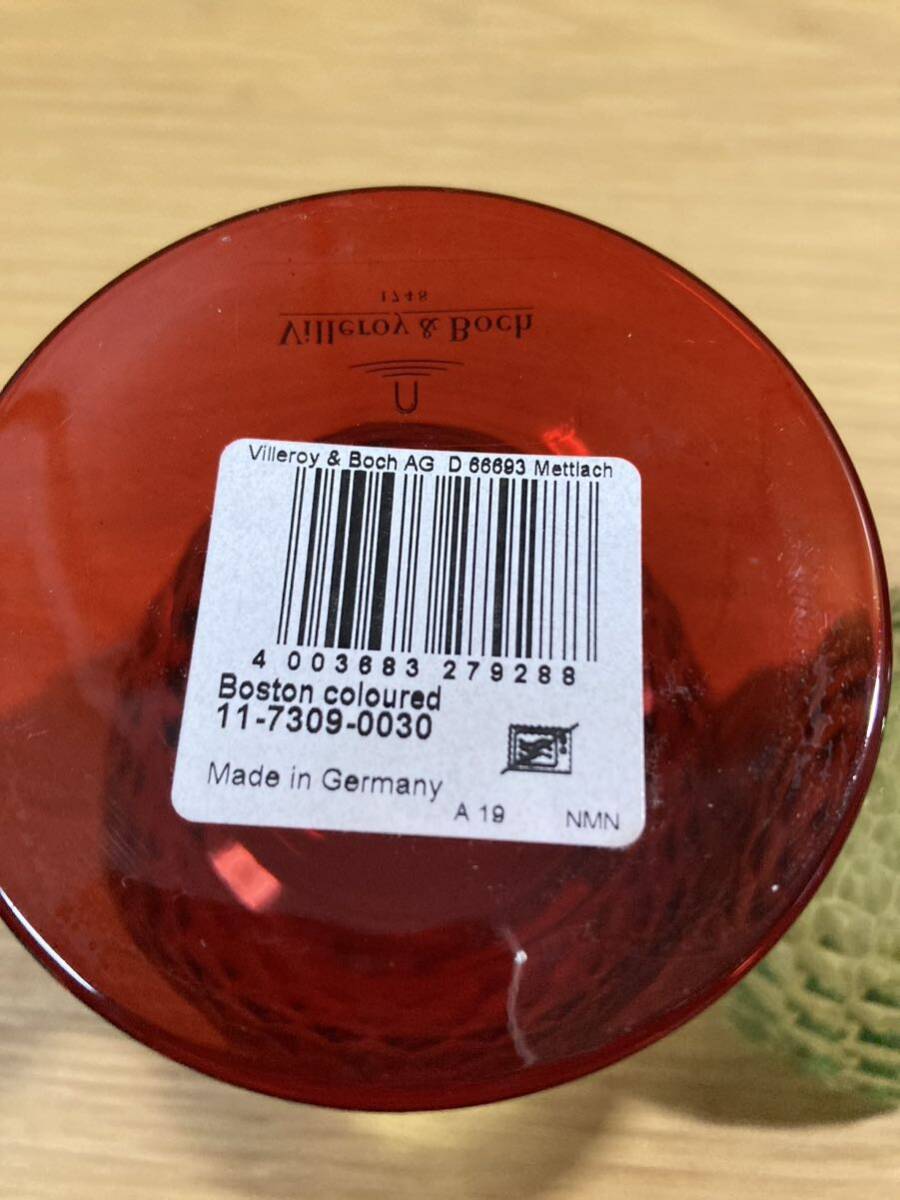 1748
Villeroy & Boch
Villeroy & Boch AG D 66693 Mettlach
4 003683 279288
Boston coloured
11-7309-0030
Made in Germany
A 19 NMN